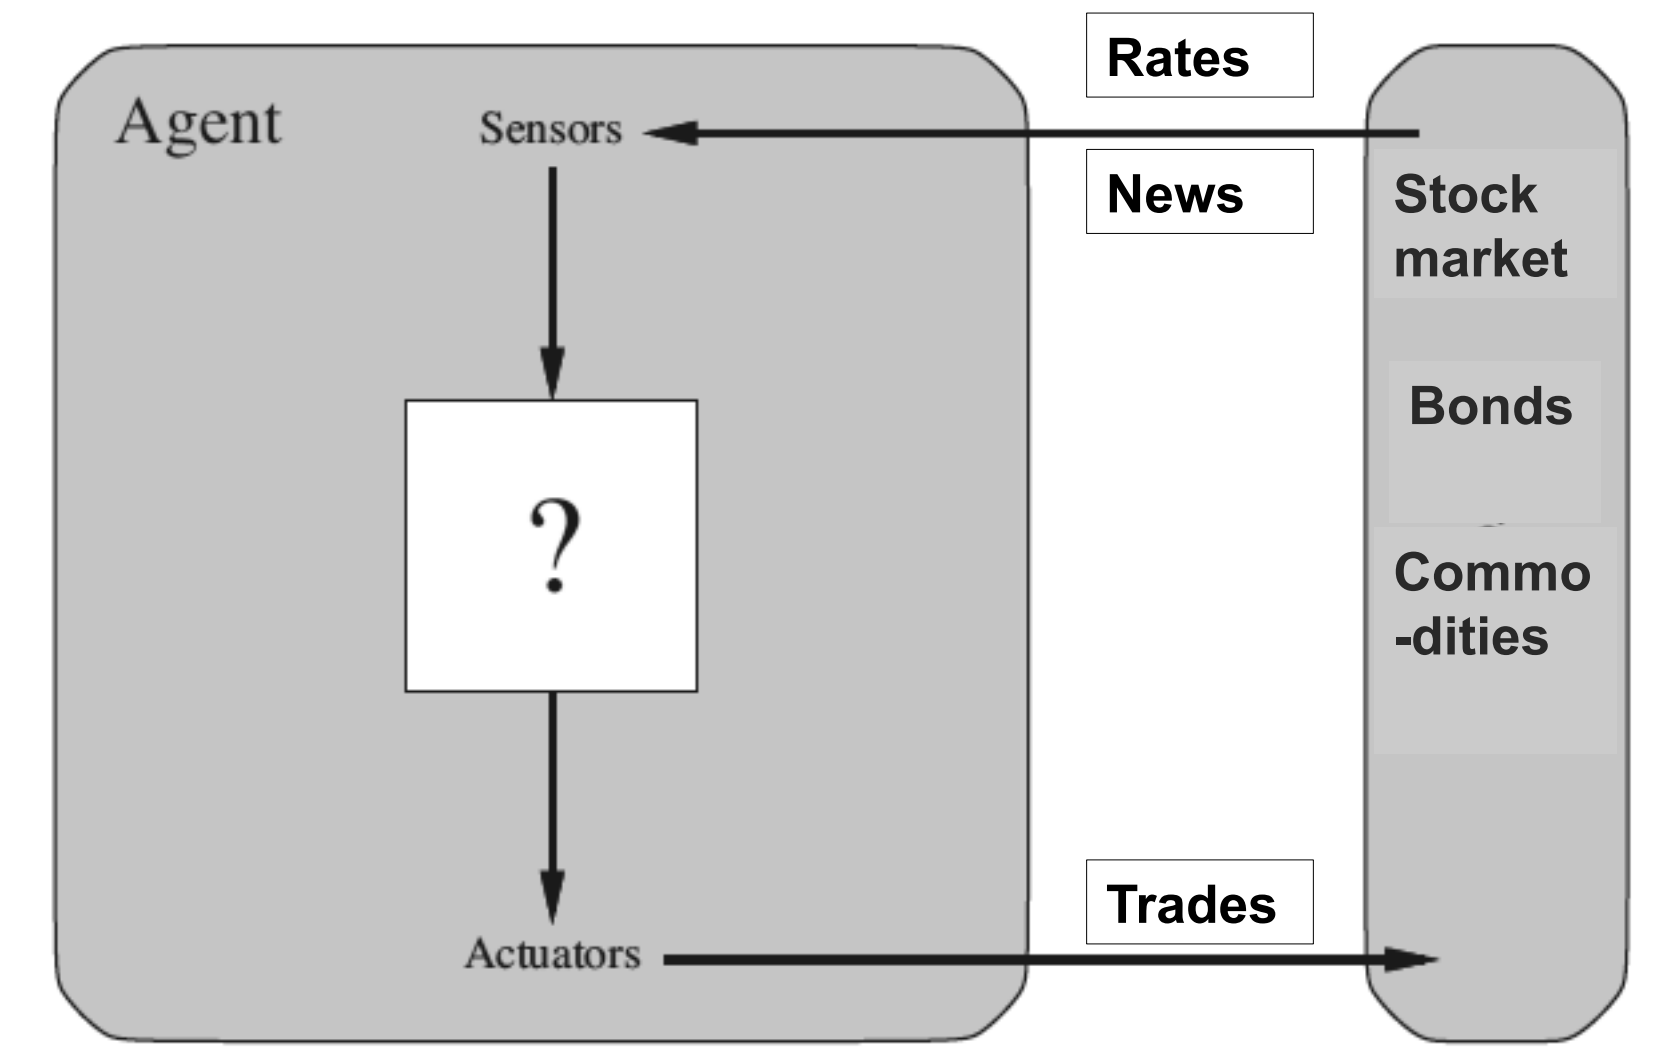 Agent
Sensors
Rates
News
Stock
market
Bonds
?
Commo
-dities
Trades
Actuators